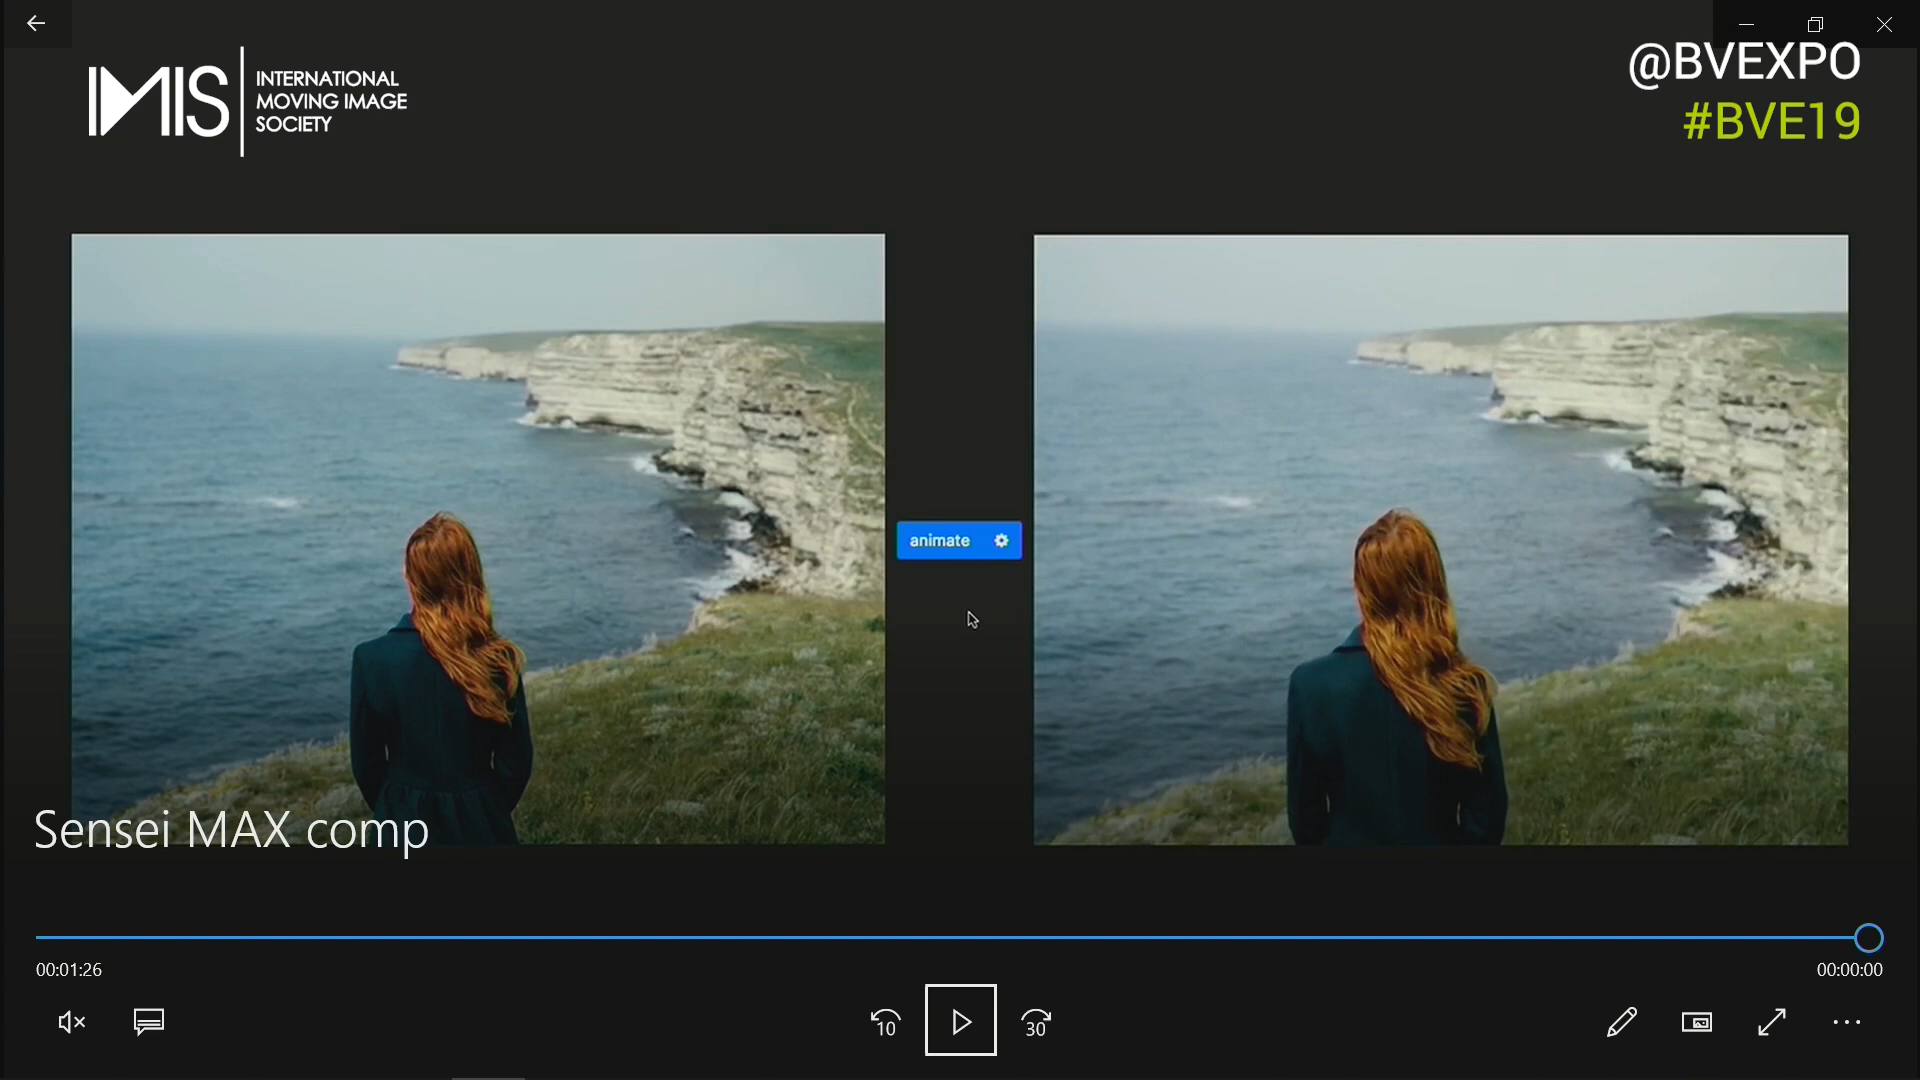 IMIS
INTERNATIONAL
MOVING IMAGE
SOCIETY
@BVEXPO
#BVE19
animate
Sensei MAX comp
00:01:26
00:00:00
10
30